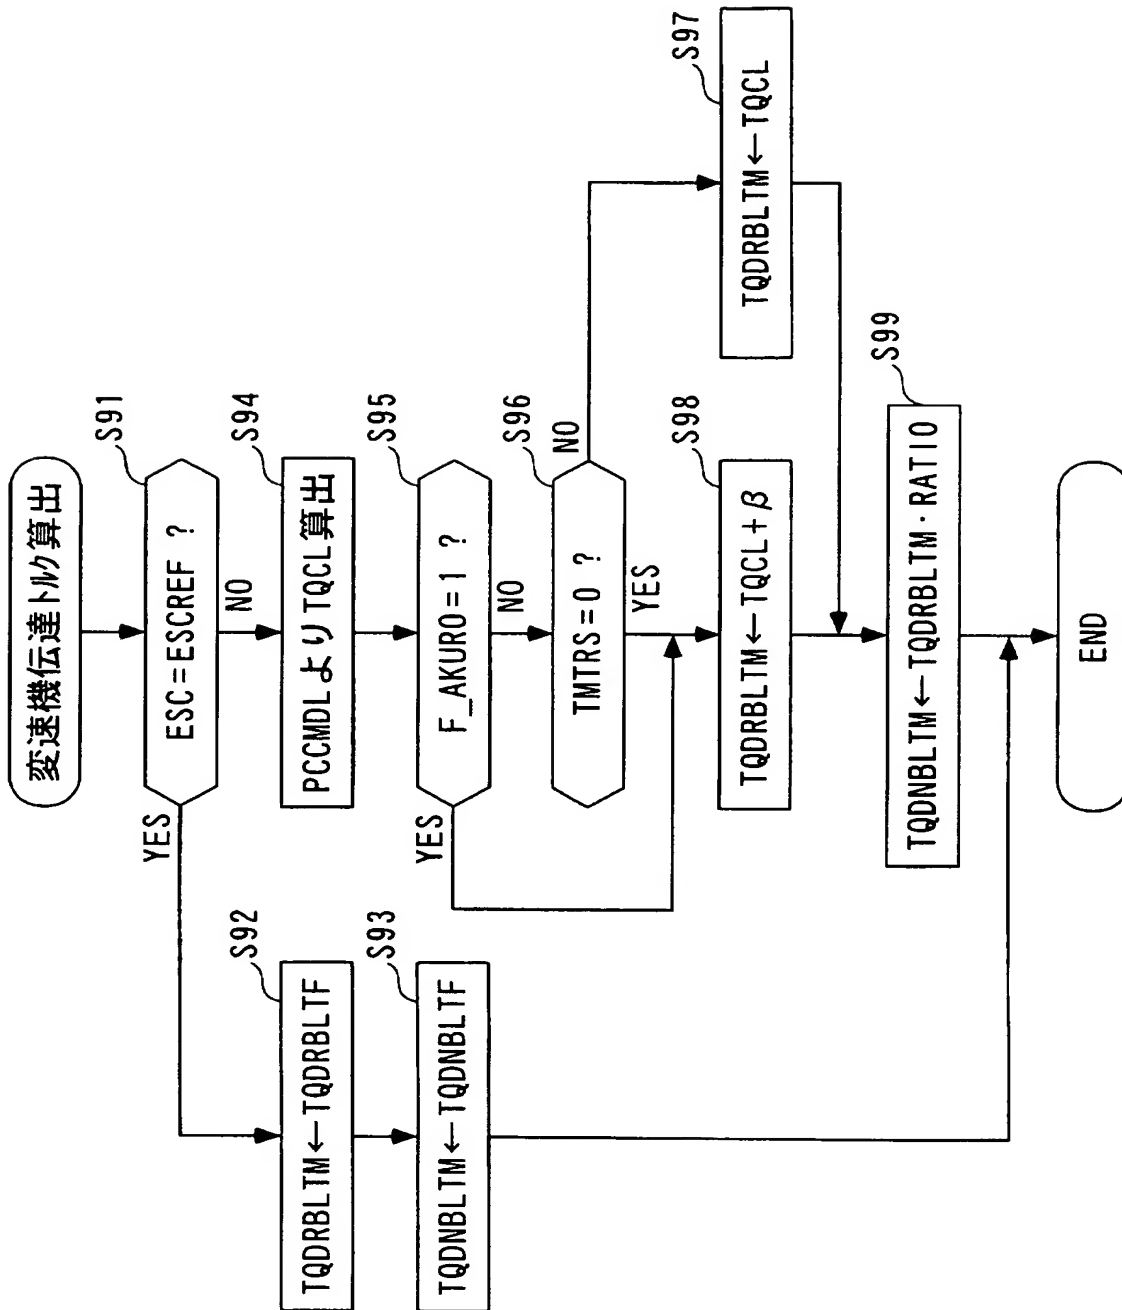 変速機伝達トルク算出
S91
ESC=ESCREF ?
YES
NO
S92
TQDRBLTM←TQDRBLTF
S93
TQDNBLTM←TQDNBLTF
S94
PCCMDLよりTQCL算出
S95
F_AKURO=1 ?
YES
NO
S96
TMTRS=0 ?
NO
YES
S97
TQDRBLTM←TQCL
S98
TQDRBLTM←TQCL+β
S99
TQDNBLTM←TQDRBLTM·RATIO
END